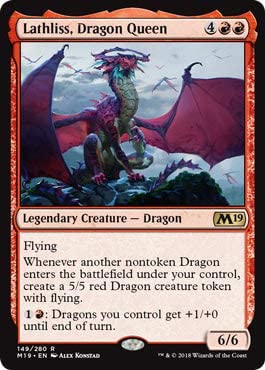 Lathliss, Dragon Queen 4
Legendary Creature — Dragon M19
Flying
Whenever another nontoken Dragon
enters the battlefield under your control,
create a 5/5 red Dragon creature token
with flying.
1 : Dragons you control get +1/+0
until end of turn.
6/6
149/280 R
M19 • EN ALEX KONSTAD
™ & © 2018 Wizards of the Coast